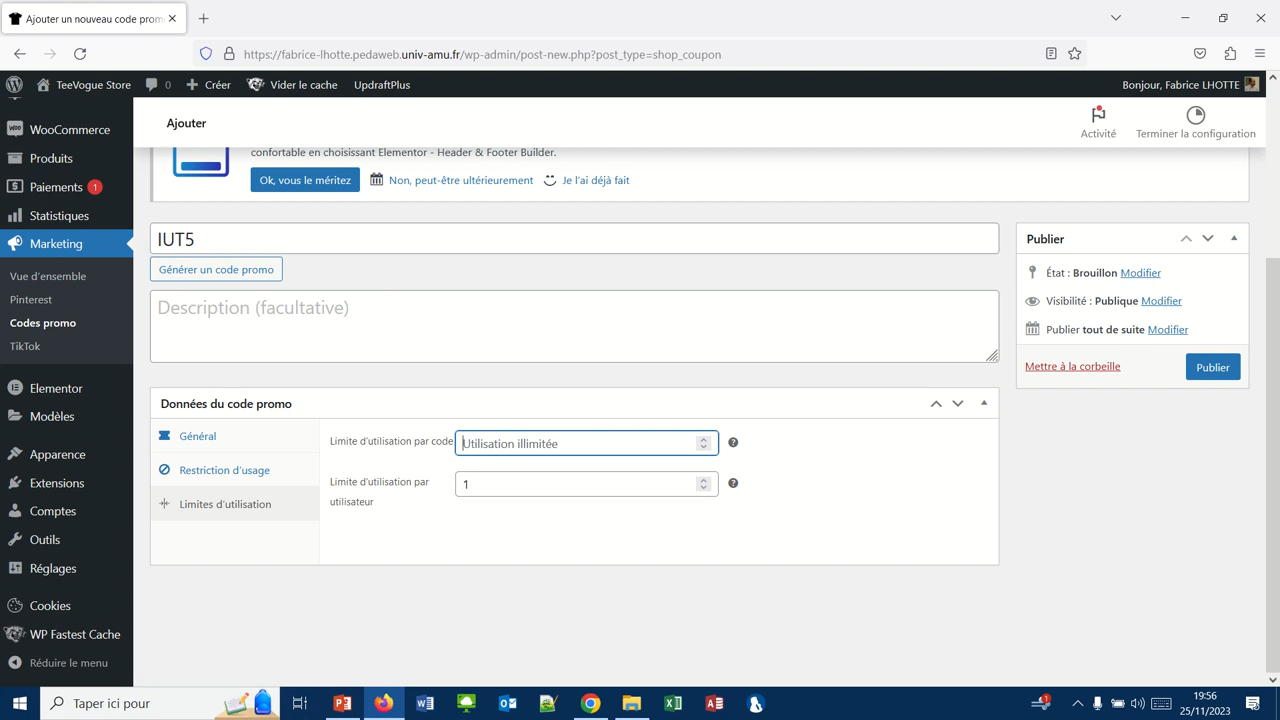 Ajouter un nouveau code prom
https://fabrice-lhotte.pedaweb.univ-amu.fr/wp-admin/post-new.php?post_type=shop_coupon
TeeVogue Store
0
Créer
Vider le cache
UpdraftPlus
Bonjour, Fabrice LHOTTE
WooCommerce
Produits
Paiements 1
Statistiques
Marketing
Vue d'ensemble
Pinterest
Codes promo
TikTok
Elementor
Modèles
Apparence
Extensions
Comptes
Outils
Réglages
Cookies
WP Fastest Cache
Réduire le menu
Ajouter
Activité
Terminer la configuration
confortable en choisissant Elementor - Header & Footer Builder.
Ok, vous le méritez
Non, peut-être ultérieurement
Je l'ai déjà fait
IUT5
Générer un code promo
Description (facultative)
Données du code promo
Général
Restriction d'usage
Limites d'utilisation
Limite d'utilisation par code
Utilisation illimitée
Limite d'utilisation par
utilisateur
1
Publier
État : Brouillon Modifier
Visibilité : Publique Modifier
Publier tout de suite Modifier
Mettre à la corbeille
Publier
Taper ici pour
1
19:56
25/11/2023